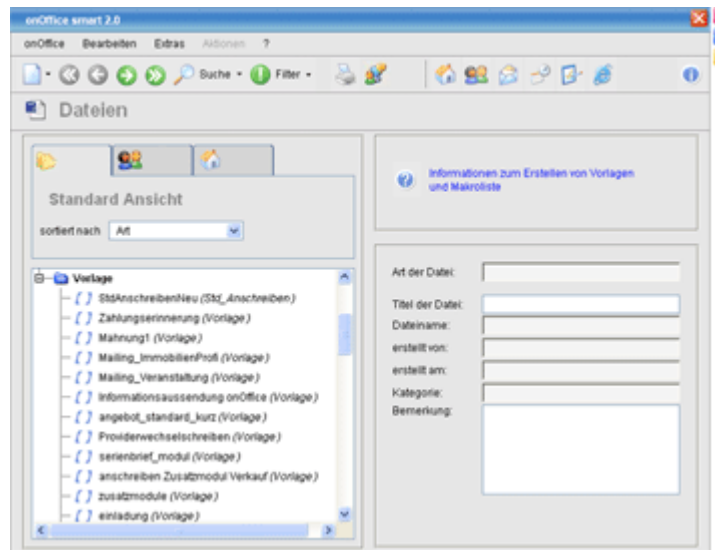 onOffice smart 2.0
onOffice Bearbeiten Extras Aktionen ?
Suche Filter
Dateien
Standard Ansicht
sortiert nach Art
Vorlage
StdAnschreibenNeu (Std_Anschreiben)
Zahlungserinnerung (Vorlage)
Mahnung1 (Vorlage)
Mailing_ImmobilienProfi (Vorlage)
Mailing_Veranstaltung (Vorlage)
Informationsaussendung onOffice (Vorlage)
angebot_standard_kurz (Vorlage)
Providerwechselschreiben (Vorlage)
serienbrief_modul (Vorlage)
anschreiben Zusatzmodul Verkauf (Vorlage)
zusatzmodule (Vorlage)
einladung (Vorlage)
Informationen zum Erstellen von Vorlagen
und Makroliste
Art der Datei:
Titel der Datei:
Dateiname:
erstellt von:
erstellt am:
Kategorie:
Bemerkung: